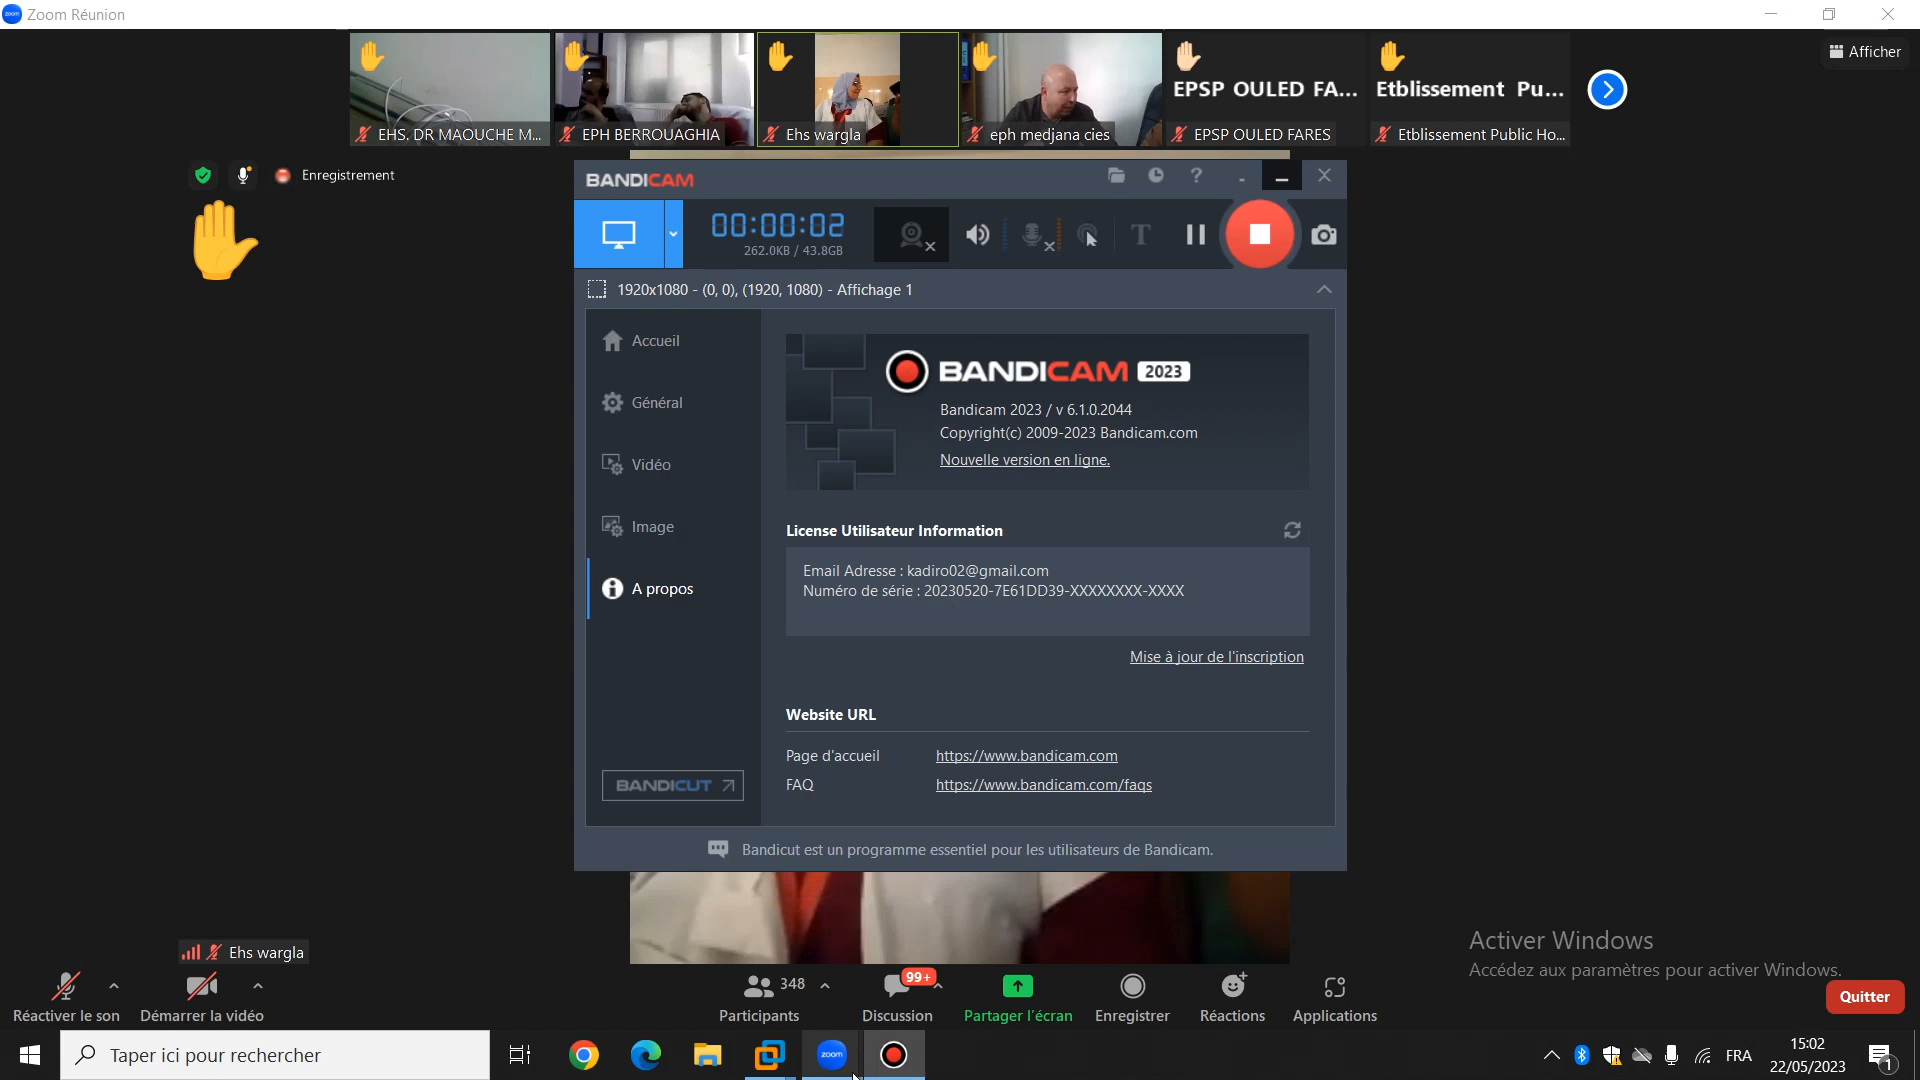 Zoom Réunion
Afficher
EPSP OULED FA...
Etblissement Pu...
EHS. DR MAOUCHE M...
EPH BERROUAGHIA
Ehs wargla
eph medjana cies
EPSP OULED FARES
Etblissement Public Ho...
Enregistrement
BANDICAM
00:00:02
262.0KB / 43.8GB
1920x1080 - (0, 0), (1920, 1080) - Affichage 1
Accueil
Général
Vidéo
Image
A propos
BANDICUT
BANDICAM 2023
Bandicam 2023 / v 6.1.0.2044
Copyright(c) 2009-2023 Bandicam.com
Nouvelle version en ligne.
License Utilisateur Information
Email Adresse : kadiro02@gmail.com
Numéro de série : 20230520-7E61DD39-XXXXXXXX-XXXX
Mise à jour de l'inscription
Website URL
Page d'accueil https://www.bandicam.com
FAQ https://www.bandicam.com/faqs
Bandicut est un programme essentiel pour les utilisateurs de Bandicam.
Ehs wargla
Activer Windows
Accédez aux paramètres pour activer Windows.
Réactiver le son
Démarrer la vidéo
348
Participants
99+
Discussion
Partager l'écran
Enregistrer
Réactions
Applications
Quitter
Taper ici pour rechercher
zoom
FRA
15:02
22/05/2023
1